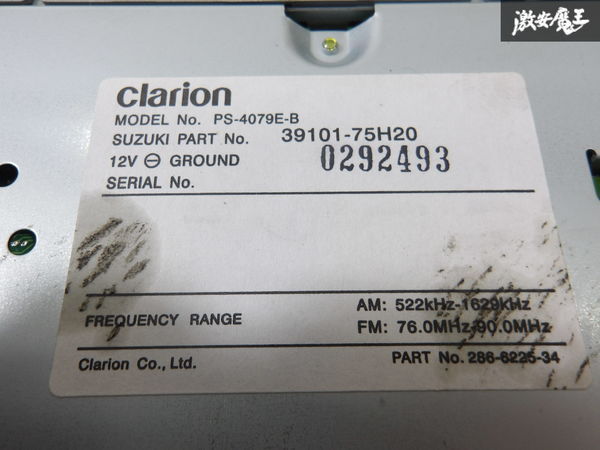 激安魔王
clarion
MODEL No. PS-4079E-B
SUZUKI PART No. 39101-75H20
12V ⊖ GROUND 0292493
SERIAL No.
FREQUENCY RANGE AM: 522kHz-1629kHz
FM: 76.0MHz-90.0MHz
Clarion Co., Ltd. PART No. 286-6225-34